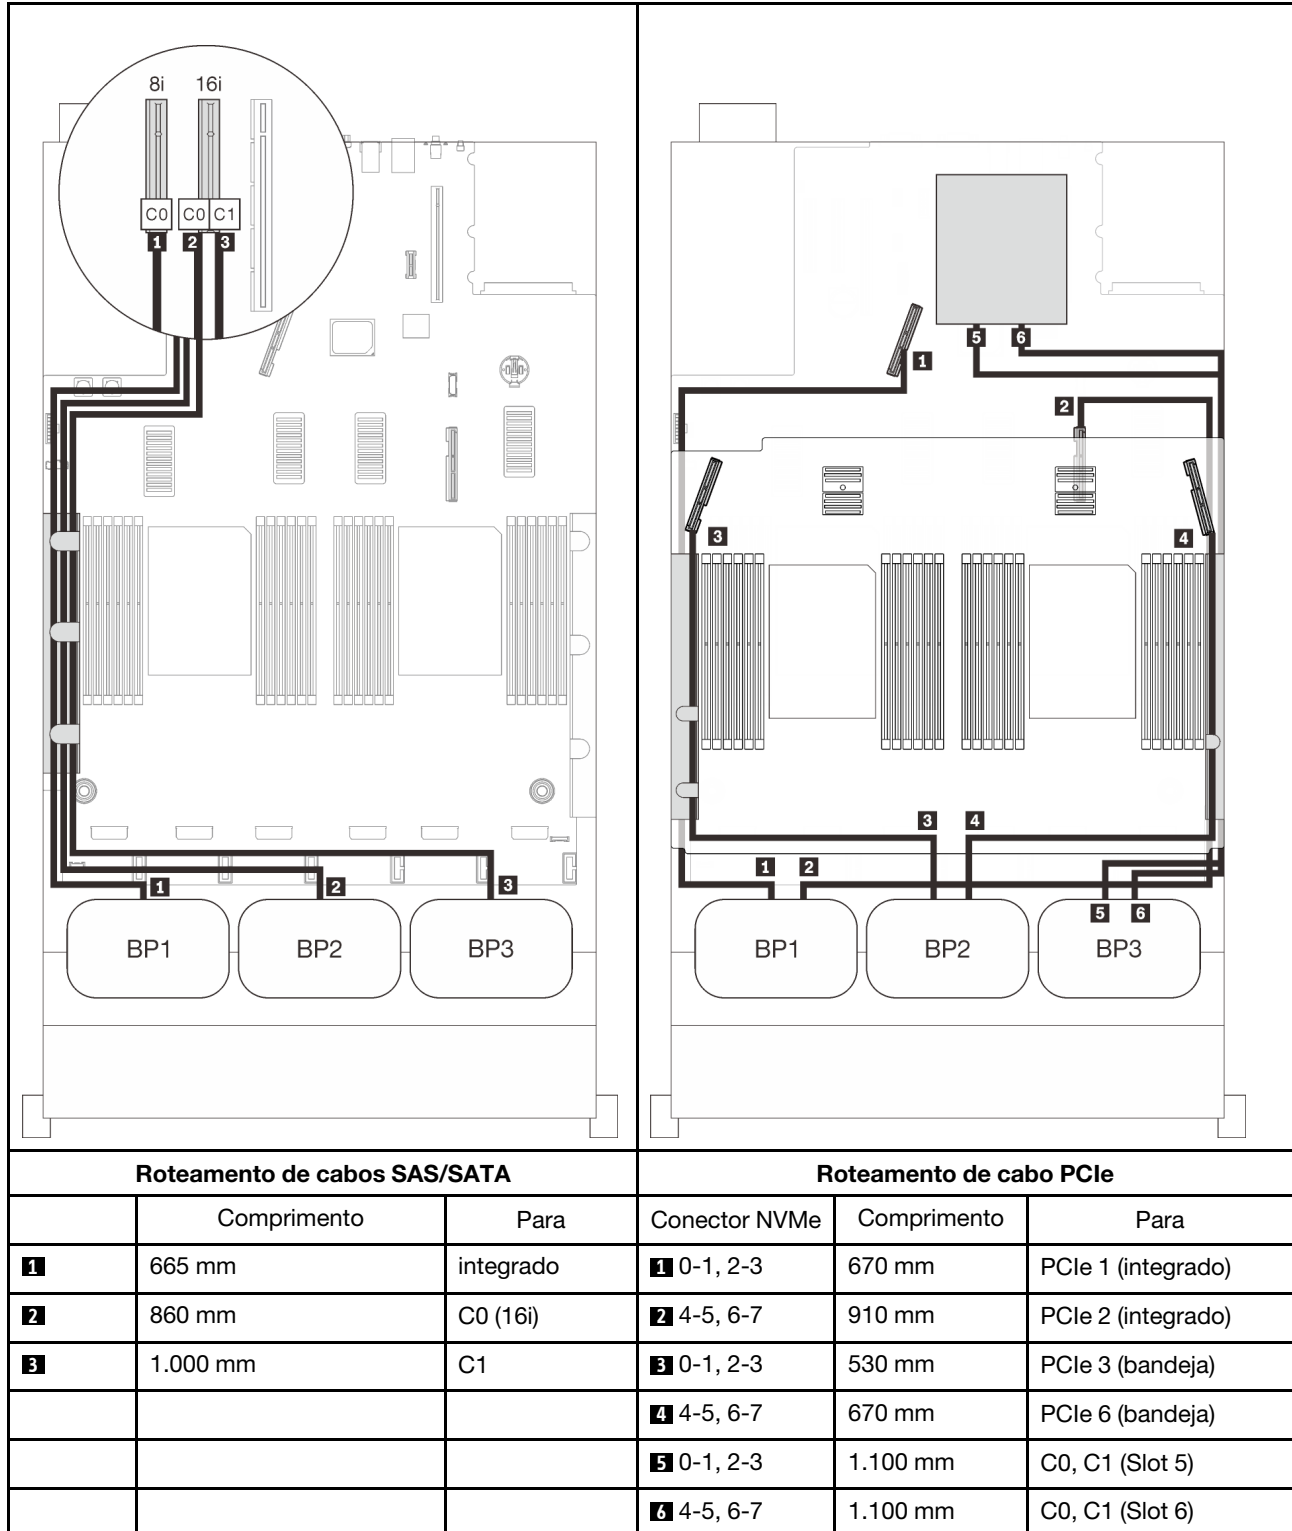 8i 16i
C0 C0 C1
1 2 3
1 2 3
BP1 BP2 BP3
5 6
1
2
3 4
3 4
1 2
5 6
BP1 BP2 BP3
Roteamento de cabos SAS/SATA Roteamento de cabo PCIe
Comprimento Para Conector NVMe Comprimento Para
1 665 mm integrado 1 0-1, 2-3 670 mm PCIe 1 (integrado)
2 860 mm C0 (16i) 2 4-5, 6-7 910 mm PCIe 2 (integrado)
3 1.000 mm C1 3 0-1, 2-3 530 mm PCIe 3 (bandeja)
4 4-5, 6-7 670 mm PCIe 6 (bandeja)
5 0-1, 2-3 1.100 mm C0, C1 (Slot 5)
6 4-5, 6-7 1.100 mm C0, C1 (Slot 6)